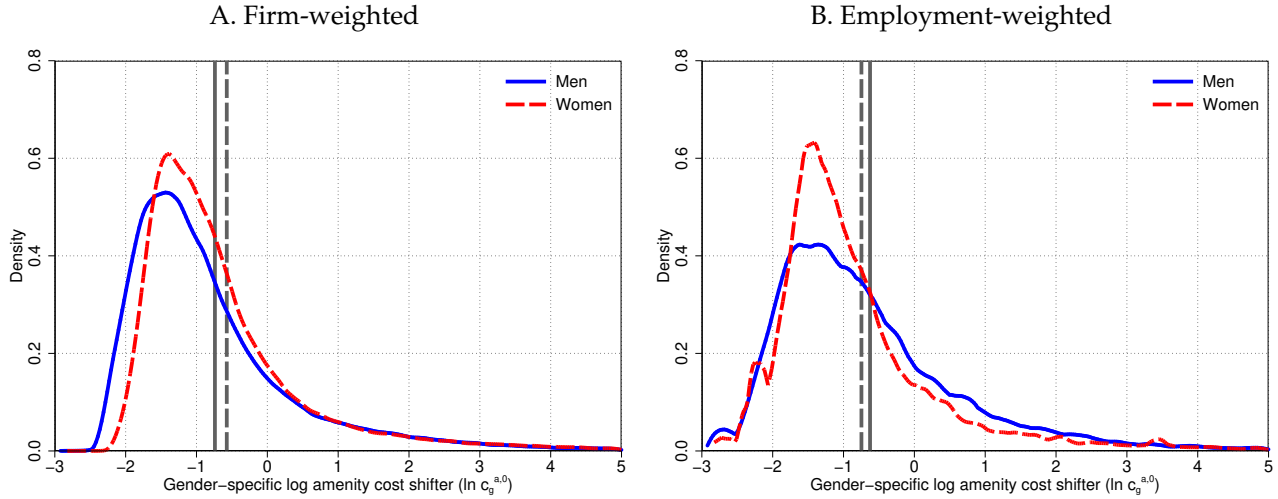 A. Firm-weighted
0.8
0.6
0.4
0.2
0.0
Density
Men
Women
−3 −2 −1 0 1 2 3 4 5
Gender−specific log amenity cost shifter (ln c_g^{a,0})
B. Employment-weighted
0.8
0.6
0.4
0.2
0.0
Density
Men
Women
−3 −2 −1 0 1 2 3 4 5
Gender−specific log amenity cost shifter (ln c_g^{a,0})